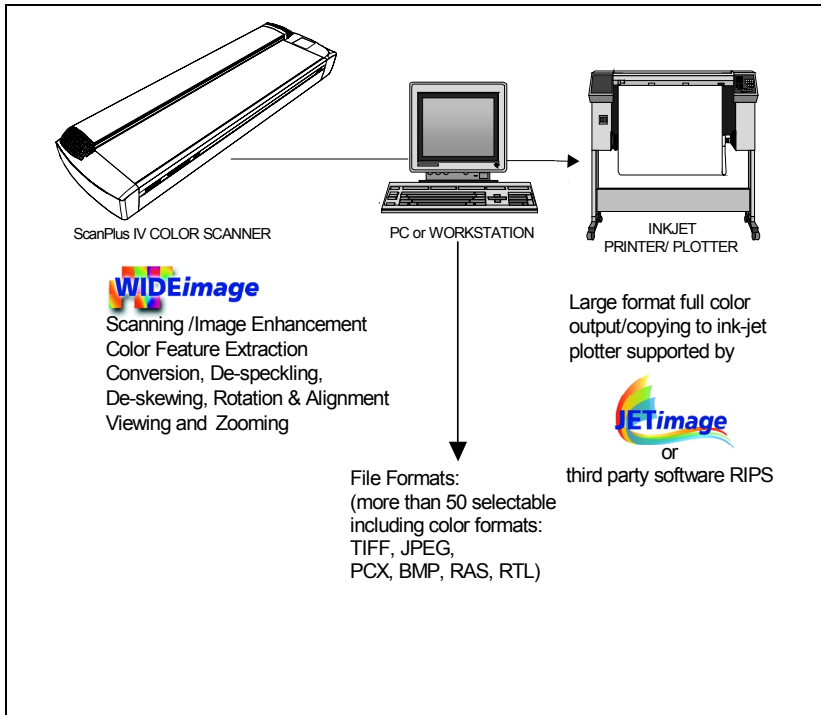 ScanPlus IV COLOR SCANNER
PC or WORKSTATION
INKJET
PRINTER/ PLOTTER
WIDEimage
Scanning /Image Enhancement
Color Feature Extraction
Conversion, De-speckling,
De-skewing, Rotation & Alignment
Viewing and Zooming
Large format full color
output/copying to ink-jet
plotter supported by
JETimage
or
third party software RIPS
File Formats:
(more than 50 selectable
including color formats:
TIFF, JPEG,
PCX, BMP, RAS, RTL)